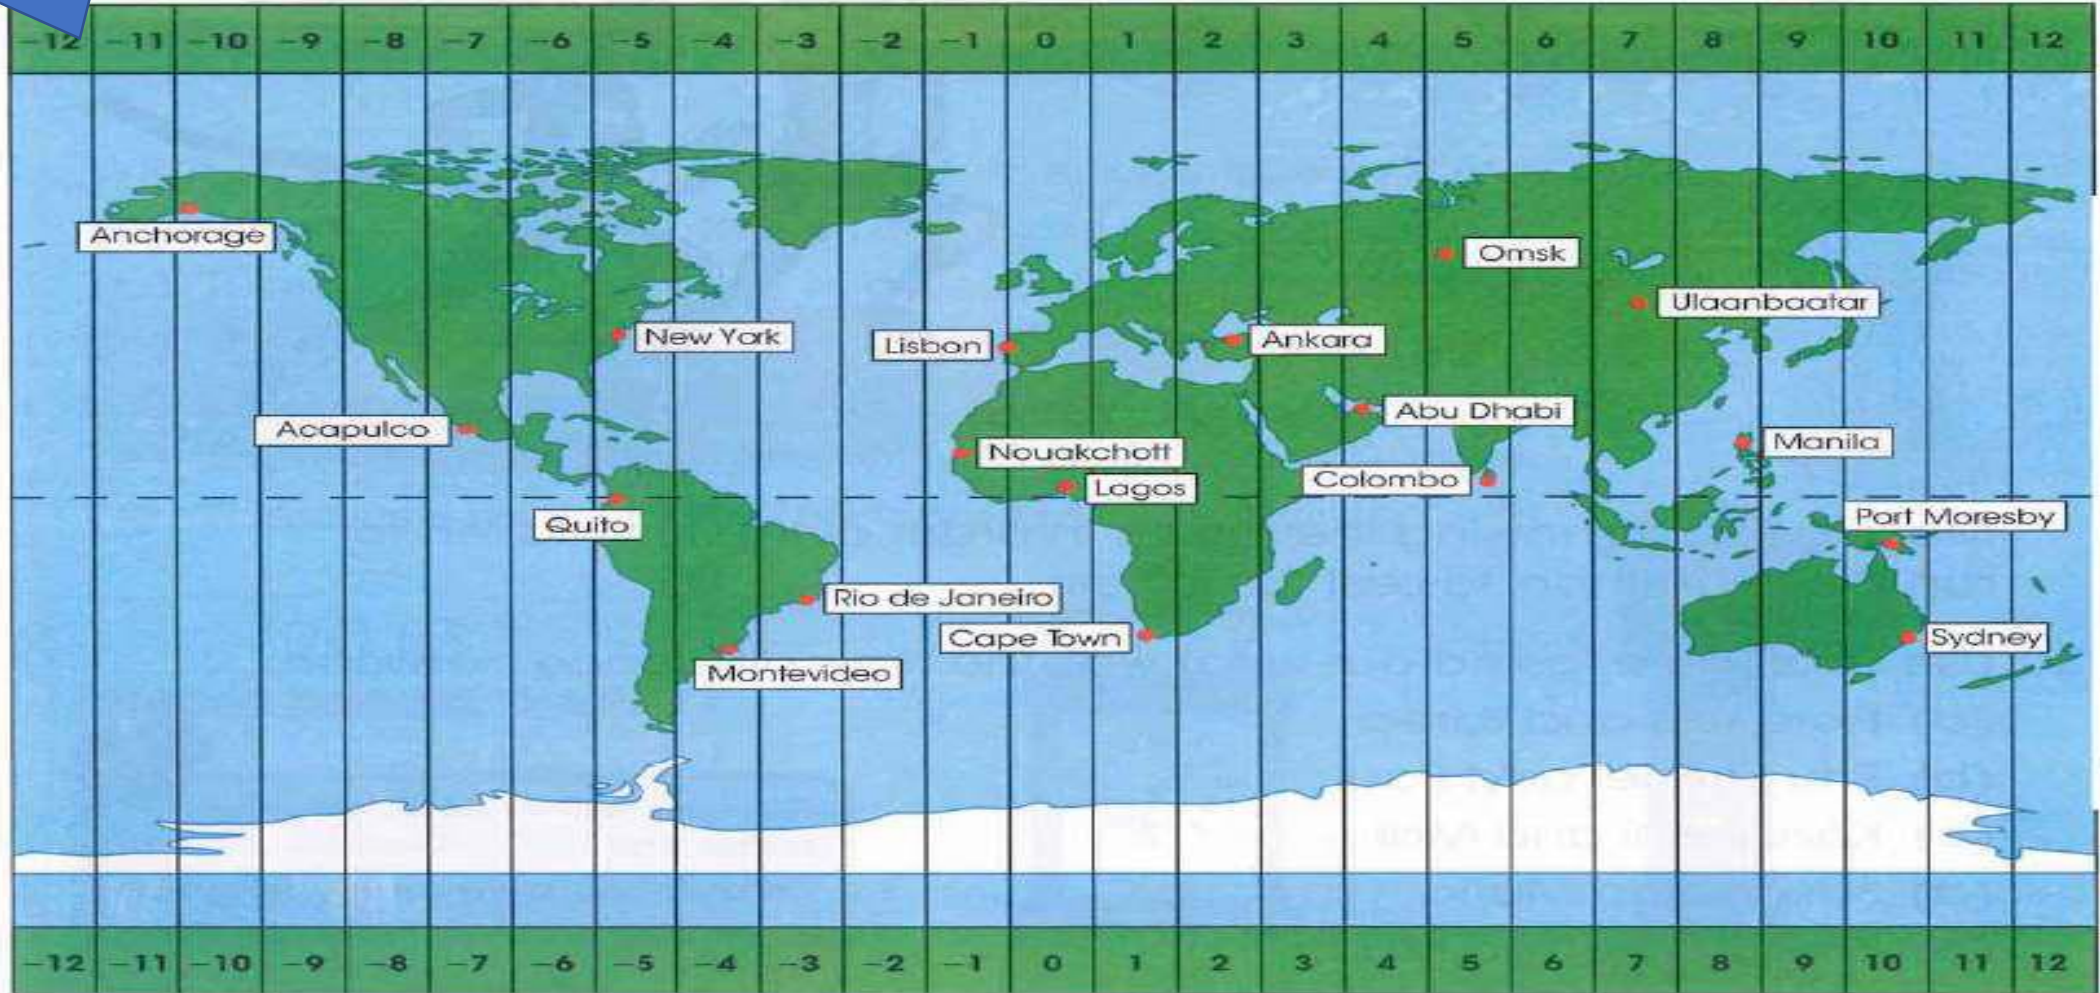 -12 -11 -10 -9 -8 -7 -6 -5 -4 -3 -2 -1 0 1 2 3 4 5 6 7 8 9 10 11 12
Anchorage
Omsk
Ulaanbaatar
New York
Lisbon
Ankara
Abu Dhabi
Acapulco
Nouakchott
Manila
Colombo
Lagos
Quito
Port Moresby
Rio de Janeiro
Cape Town
Sydney
Montevideo
-12 -11 -10 -9 -8 -7 -6 -5 -4 -3 -2 -1 0 1 2 3 4 5 6 7 8 9 10 11 12